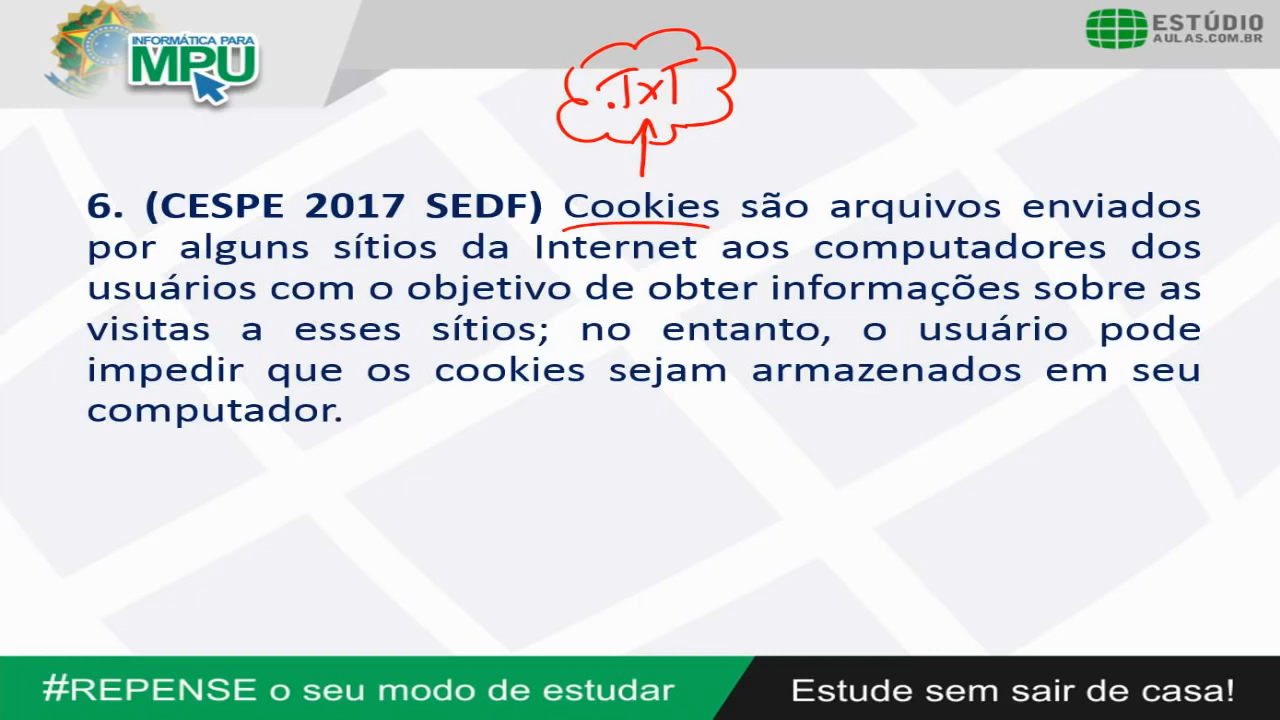 INFORMÁTICA PARA
MPU
ESTÚDIO
AULAS.COM.BR
.TXT
6. (CESPE 2017 SEDF) Cookies são arquivos enviados
por alguns sítios da Internet aos computadores dos
usuários com o objetivo de obter informações sobre as
visitas a esses sítios; no entanto, o usuário pode
impedir que os cookies sejam armazenados em seu
computador.
#REPENSE o seu modo de estudar
Estude sem sair de casa!